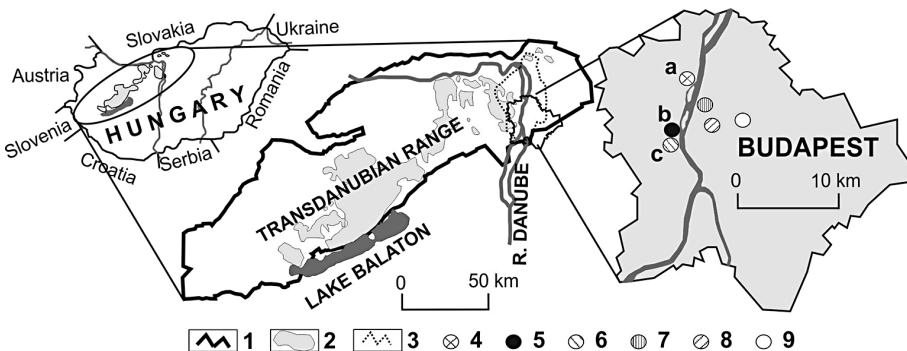 Slovakia
Ukraine
Austria
HUNGARY
Romania
Slovenia
Croatia
Serbia
TRANSDANUBIAN RANGE
LAKE BALATON
R. DANUBE
0 50 km
a
b
c
BUDAPEST
0 10 km
1 2 3 4 5 6 7 8 9